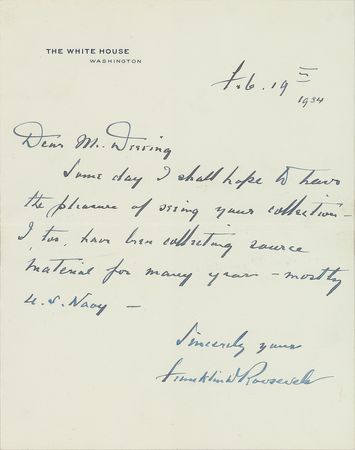 THE WHITE HOUSE
WASHINGTON
Feb. 19
1934
Dear Mr.
Some day I shall hope to have
the pleasure of seeing your collection -
I, too, have been collecting source
material for many years - mostly
U.S. Navy -
Sincerely yours
Franklin D Roosevelt